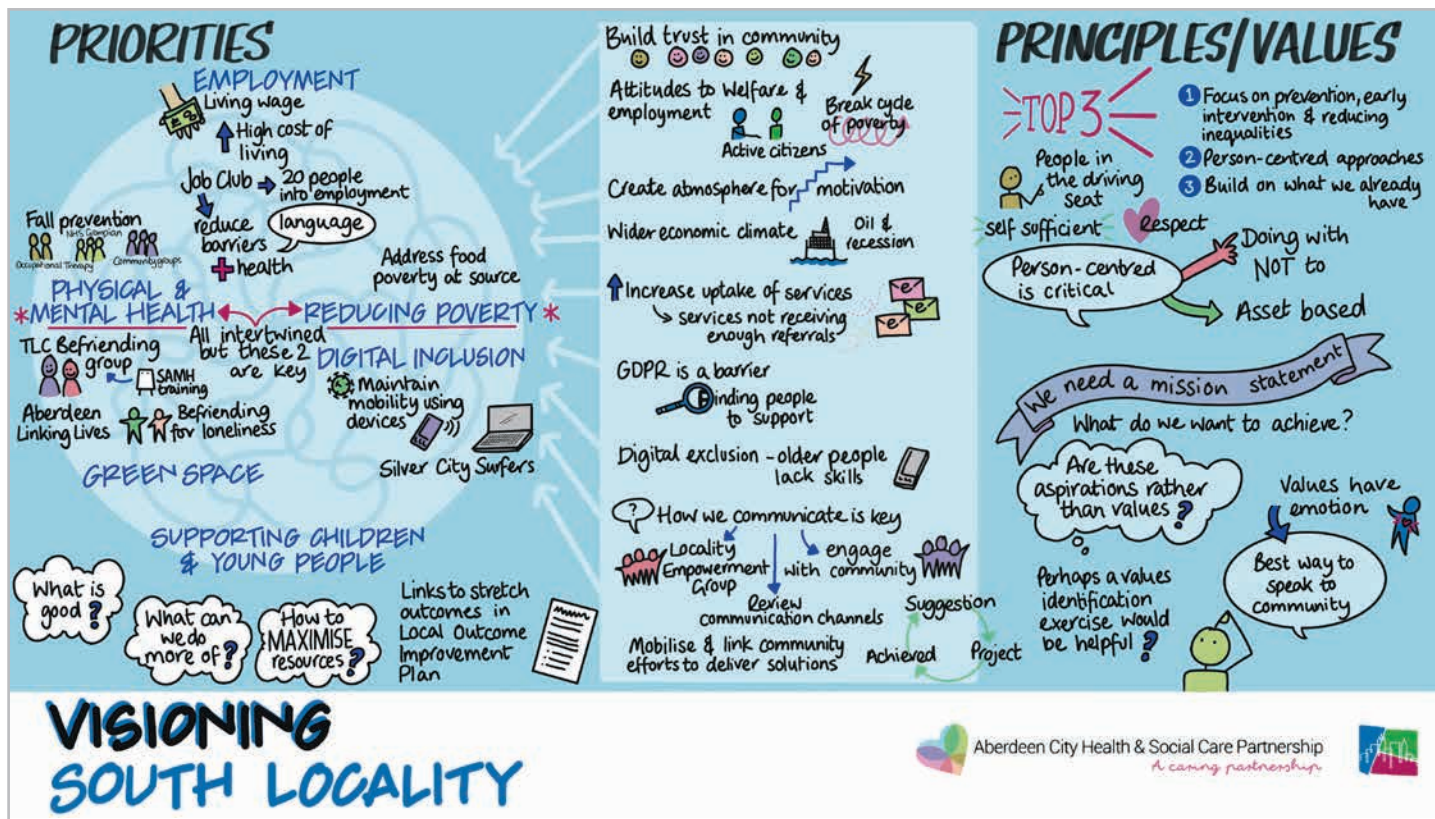 PRIORITIES
EMPLOYMENT
Living wage
High cost of
living
Job Club
20 people
into employment
reduce
barriers
language
health
Fall prevention
NHS Grampian
Occupational Therapy
Community groups
Address food
poverty at source
PHYSICAL &
*MENTAL HEALTH
REDUCING POVERTY *
All intertwined
but these 2
are key
TLC Befriending
group
SAMH
training
Aberdeen
Linking Lives
Befriending
for loneliness
DIGITAL INCLUSION
Maintain
mobility using
devices
Silver City Surfers
GREEN SPACE
SUPPORTING CHILDREN
& YOUNG PEOPLE
What is
good?
What can
we do
more of?
How to
MAXIMISE
resources?
Links to stretch
outcomes in
Local Outcome
Improvement
Plan
Build trust in community
Attitudes to Welfare &
employment
Active citizens
Break cycle
of poverty
Create atmosphere for motivation
Wider economic climate
Oil &
recession
Increase uptake of services
services not receiving
enough referrals
e
e
e
GDPR is a barrier
Finding people
to support
Digital exclusion - older people
lack skills
?
How we communicate is key
Locality
Empowerment
Group
engage
with community
Review
communication channels
Mobilise & link community
efforts to deliver solutions
Suggestion
Project
Achieved
PRINCIPLES/VALUES
TOP 3
1 Focus on prevention, early
intervention & reducing
inequalities
2 Person-centred approaches
3 Build on what we already
have
People in
the driving
seat
self sufficient
Respect
Person-centred
is critical
Doing with
NOT to
Asset based
We need a mission statement
What do we want to achieve?
Are these
aspirations rather
than values?
Values have
emotion
Best way to
speak to
community
Perhaps a values
identification
exercise would
be helpful?
VISIONING
SOUTH LOCALITY
Aberdeen City Health & Social Care Partnership
A caring partnership